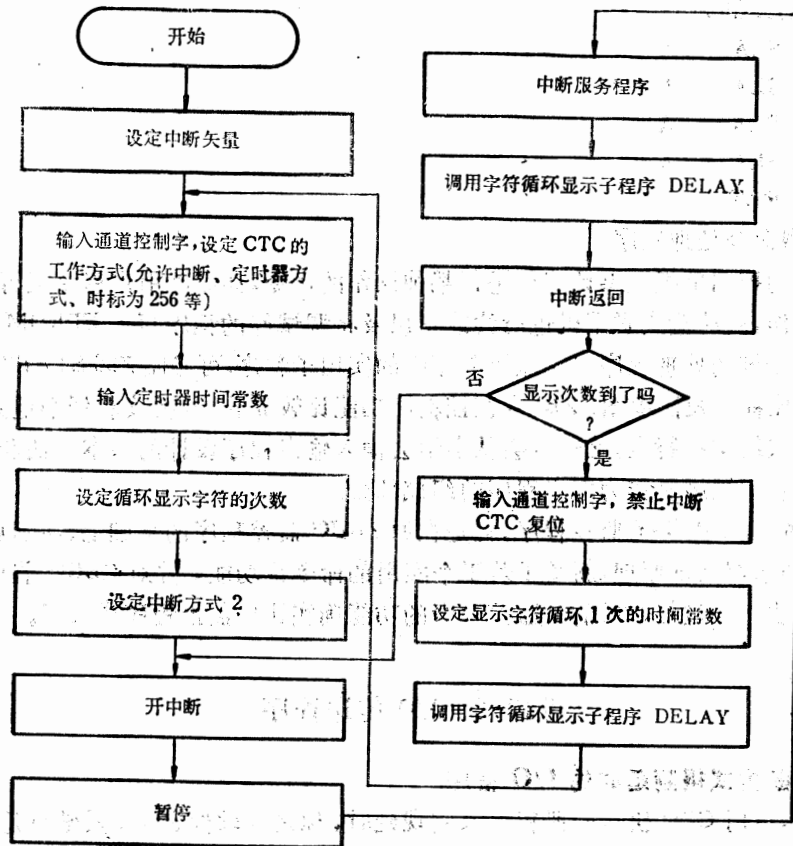 开始
设定中断矢量
输入通道控制字,设定 CTC 的
工作方式(允许中断、定时器方
式、时标为 256 等)
输入定时器时间常数
设定循环显示字符的次数
设定中断方式 2
开中断
暂停
中断服务程序
调用字符循环显示子程序 DELAY
中断返回
否
显示次数到了吗
?
是
输入通道控制字,禁止中断
CTC 复位
设定显示字符循环 1 次的时间常数
调用字符循环显示子程序 DELAY